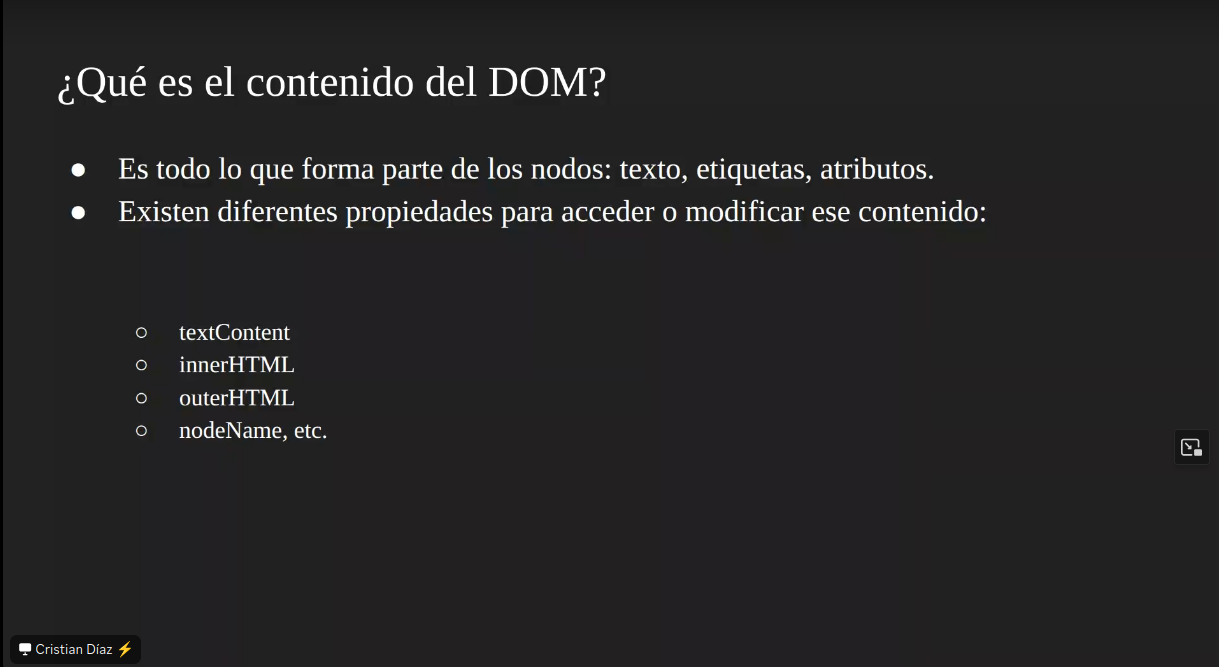 ¿Qué es el contenido del DOM?
● Es todo lo que forma parte de los nodos: texto, etiquetas, atributos.
● Existen diferentes propiedades para acceder o modificar ese contenido:
○ textContent
○ innerHTML
○ outerHTML
○ nodeName, etc.
Cristian Díaz ⚡